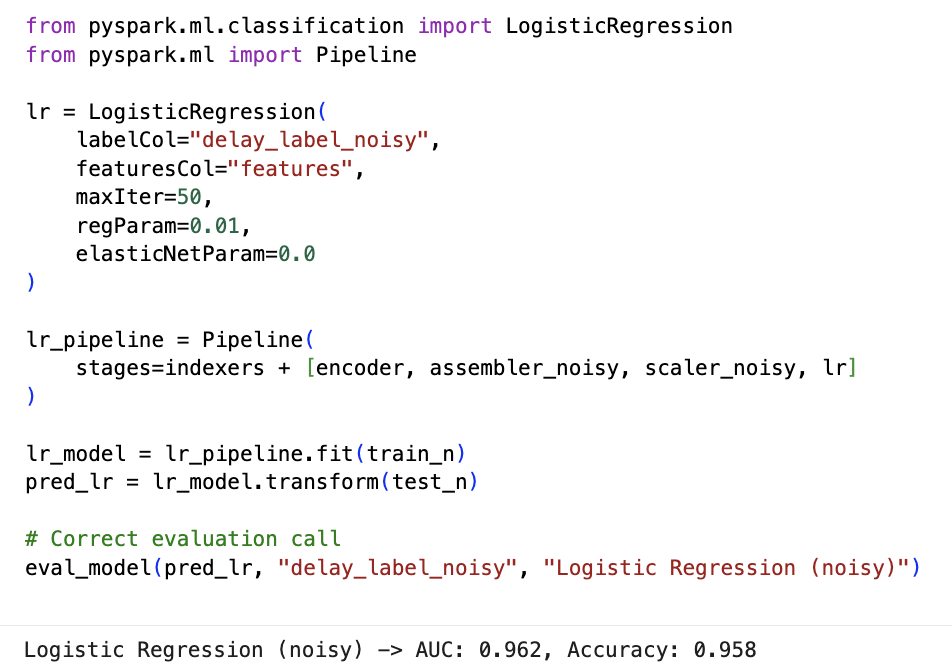 from pyspark.ml.classification import LogisticRegression
from pyspark.ml import Pipeline
lr = LogisticRegression(
    labelCol="delay_label_noisy",
    featuresCol="features",
    maxIter=50,
    regParam=0.01,
    elasticNetParam=0.0
)
lr_pipeline = Pipeline(
    stages=indexers + [encoder, assembler_noisy, scaler_noisy, lr]
)
lr_model = lr_pipeline.fit(train_n)
pred_lr = lr_model.transform(test_n)
# Correct evaluation call
eval_model(pred_lr, "delay_label_noisy", "Logistic Regression (noisy)")
Logistic Regression (noisy) -> AUC: 0.962, Accuracy: 0.958